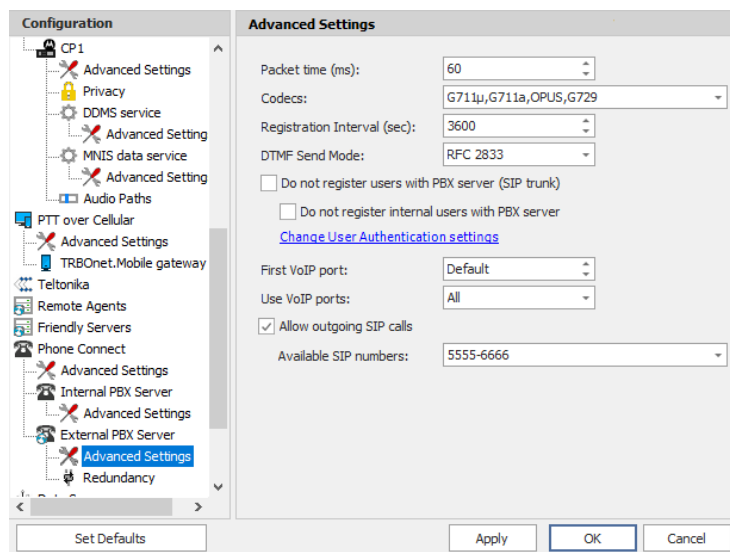 Configuration
CP1
Advanced Settings
Privacy
DDMS service
Advanced Setting
MNIS data service
Advanced Setting
Audio Paths
PTT over Cellular
Advanced Settings
TRBOnet.Mobile gateway
Teltonika
Remote Agents
Friendly Servers
Phone Connect
Advanced Settings
Internal PBX Server
Advanced Settings
External PBX Server
Advanced Settings
Redundancy
Set Defaults
Advanced Settings
Packet time (ms): 60
Codecs: G711µ,G711a,OPUS,G729
Registration Interval (sec): 3600
DTMF Send Mode: RFC 2833
Do not register users with PBX server (SIP trunk)
Do not register internal users with PBX server
Change User Authentication settings
First VoIP port: Default
Use VoIP ports: All
Allow outgoing SIP calls
Available SIP numbers: 5555-6666
Apply OK Cancel